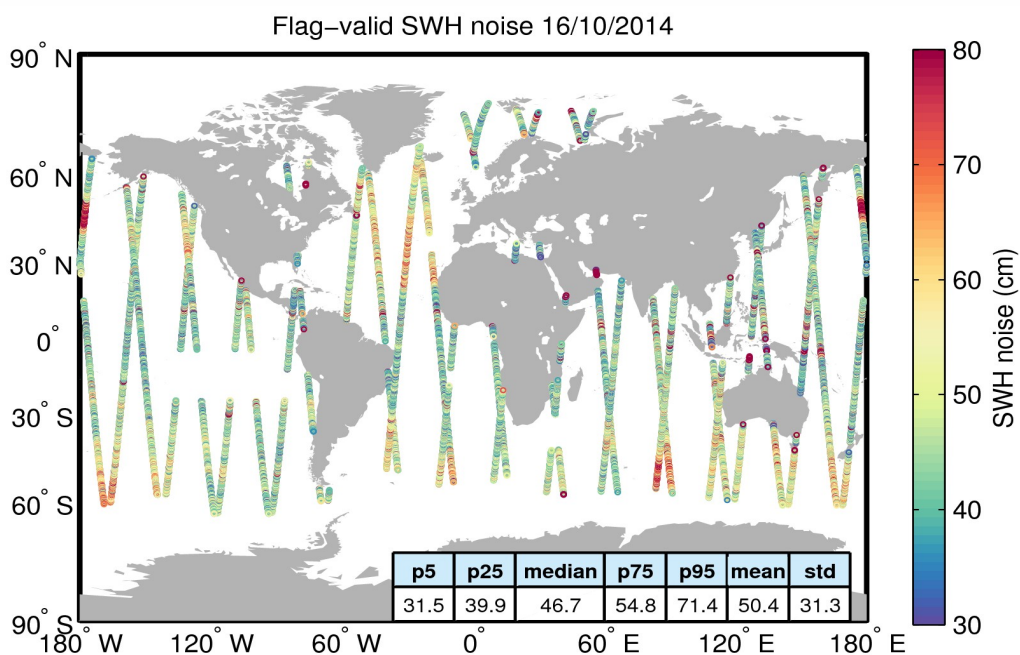 Flag−valid SWH noise 16/10/2014
90° N
60° N
30° N
0°
30° S
60° S
90° S
180° W
120° W
60° W
0°
60° E
120° E
180° E
p5 p25 median p75 p95 mean std
31.5 39.9 46.7 54.8 71.4 50.4 31.3
80
70
60
50
40
30
SWH noise (cm)